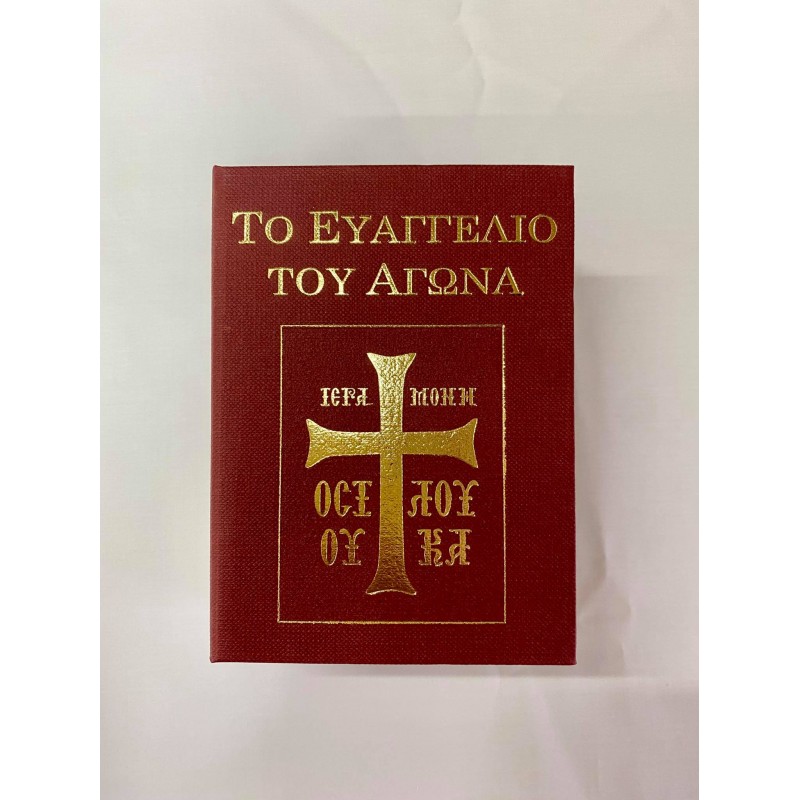 ΤΟ ΕΥΑΓΓΕΛΙΟ
ΤΟΥ ΑΓΩΝΑ
ΙΕΡΑ ΜΟΝΗ
ΟΣΙ ΛΟΥ
ΟΥ ΚΑ